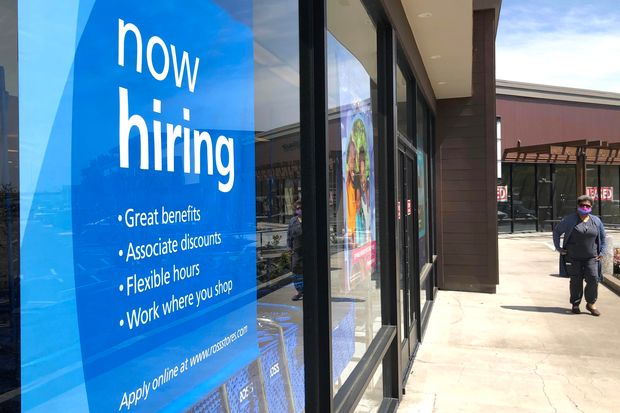 now
hiring
• Great benefits
• Associate discounts
• Flexible hours
• Work where you shop
Apply online at www.rossstores.com